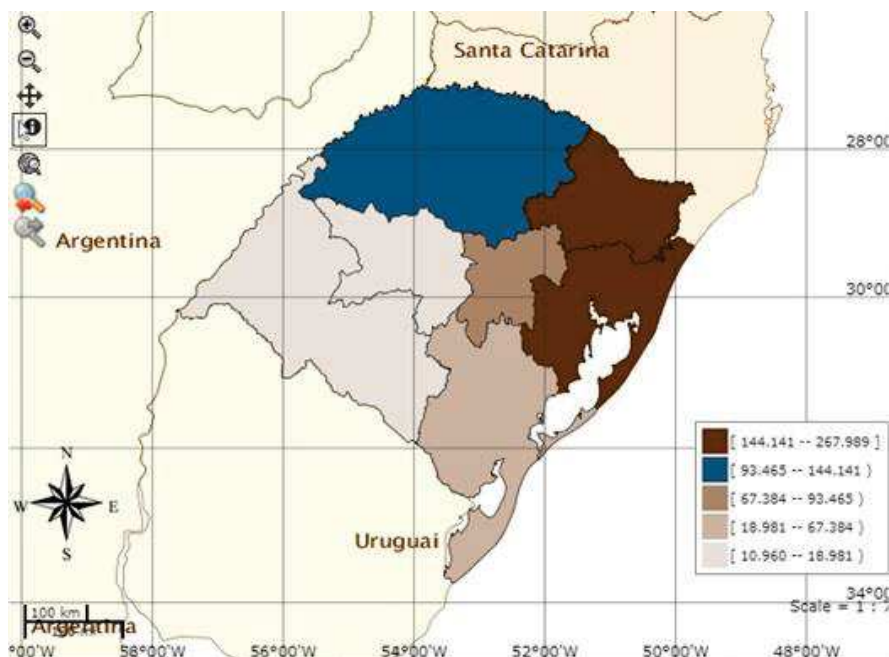 Santa Catarina
28°00
Argentina
30°00
[ 144.141 -- 267.989 ]
[ 93.465 -- 144.141 )
[ 67.384 -- 93.465 )
[ 18.981 -- 67.384 )
[ 10.960 -- 18.981 )
N
W E
S
Uruguai
34°00
100 km
Scale = 1 :
Argentina
°00'W 58°00'W 56°00'W 54°00'W 52°00'W 50°00'W 48°00'W